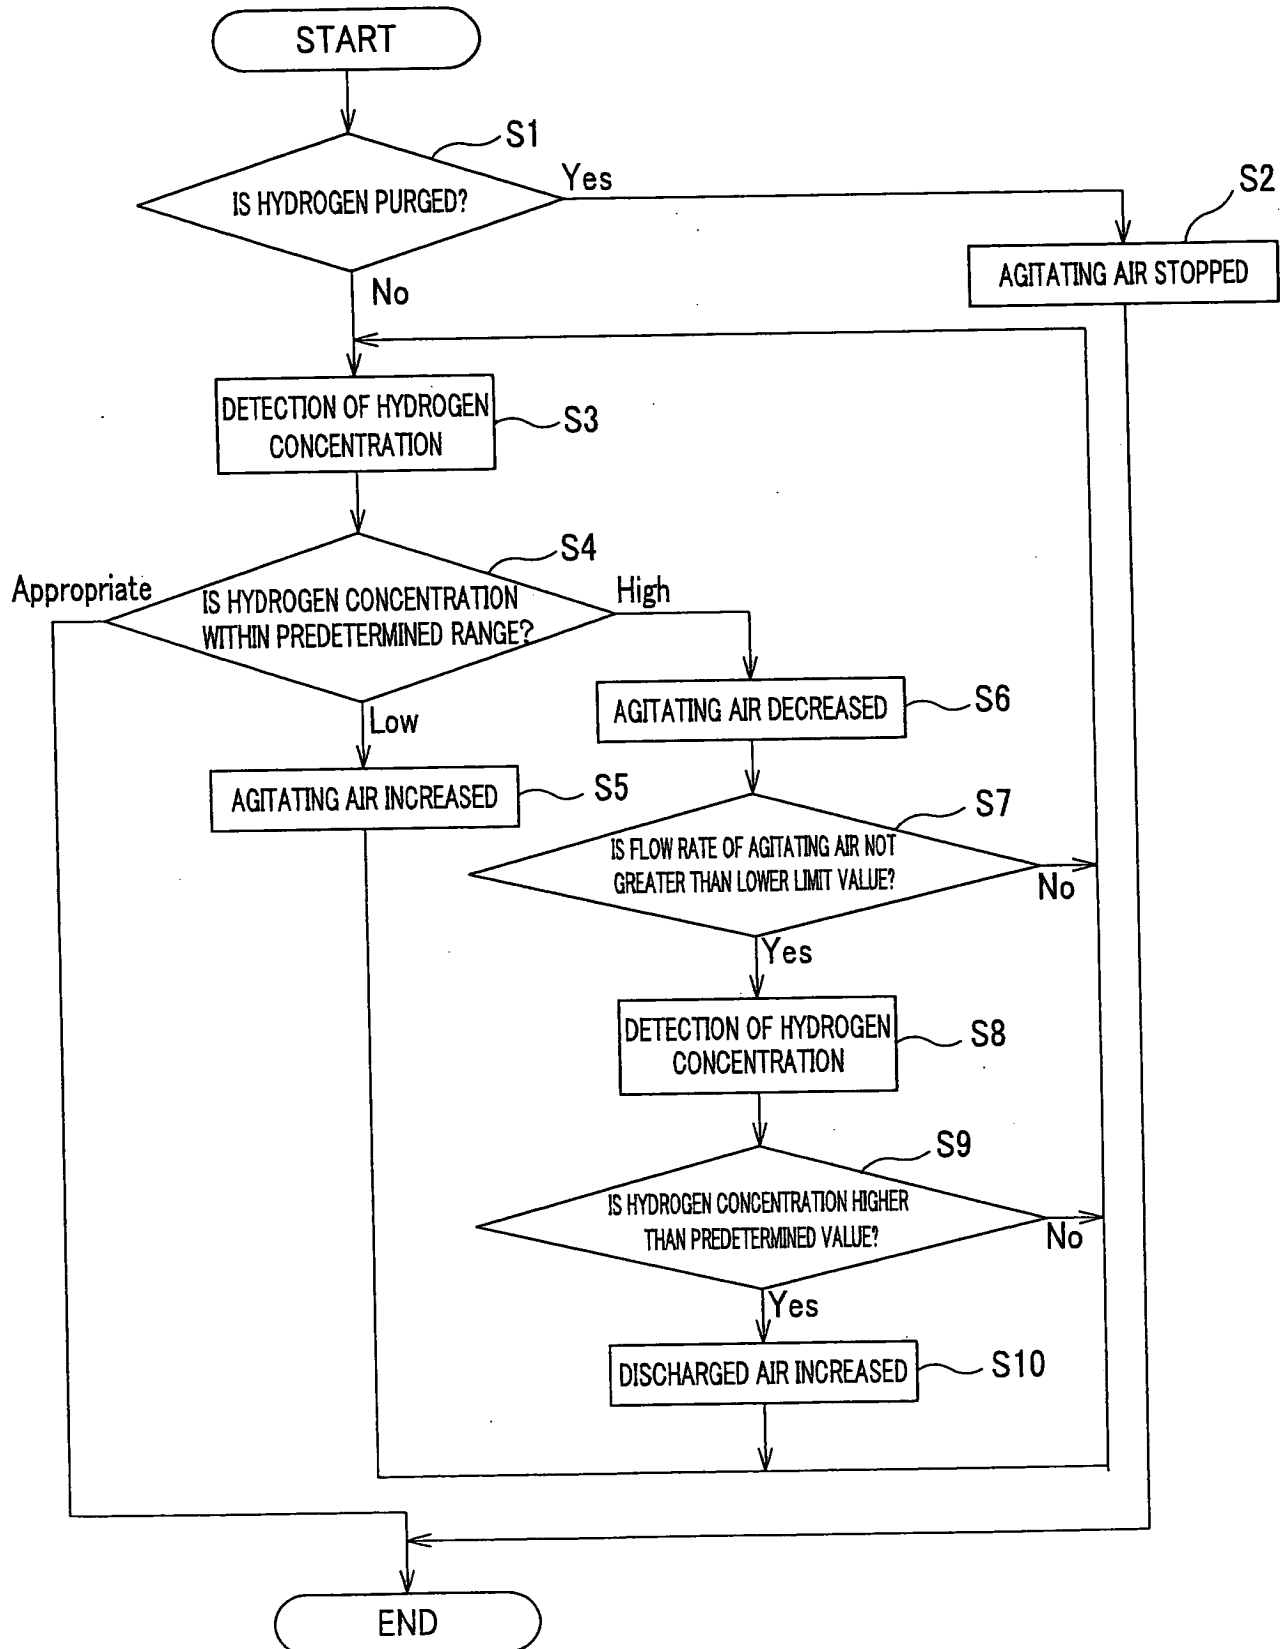 START
S1
IS HYDROGEN PURGED?
Yes
S2
AGITATING AIR STOPPED
No
DETECTION OF HYDROGEN
CONCENTRATION
S3
S4
Appropriate
IS HYDROGEN CONCENTRATION
WITHIN PREDETERMINED RANGE?
High
AGITATING AIR DECREASED
S6
Low
AGITATING AIR INCREASED
S5
S7
IS FLOW RATE OF AGITATING AIR NOT
GREATER THAN LOWER LIMIT VALUE?
No
Yes
DETECTION OF HYDROGEN
CONCENTRATION
S8
S9
IS HYDROGEN CONCENTRATION HIGHER
THAN PREDETERMINED VALUE?
No
Yes
DISCHARGED AIR INCREASED
S10
END